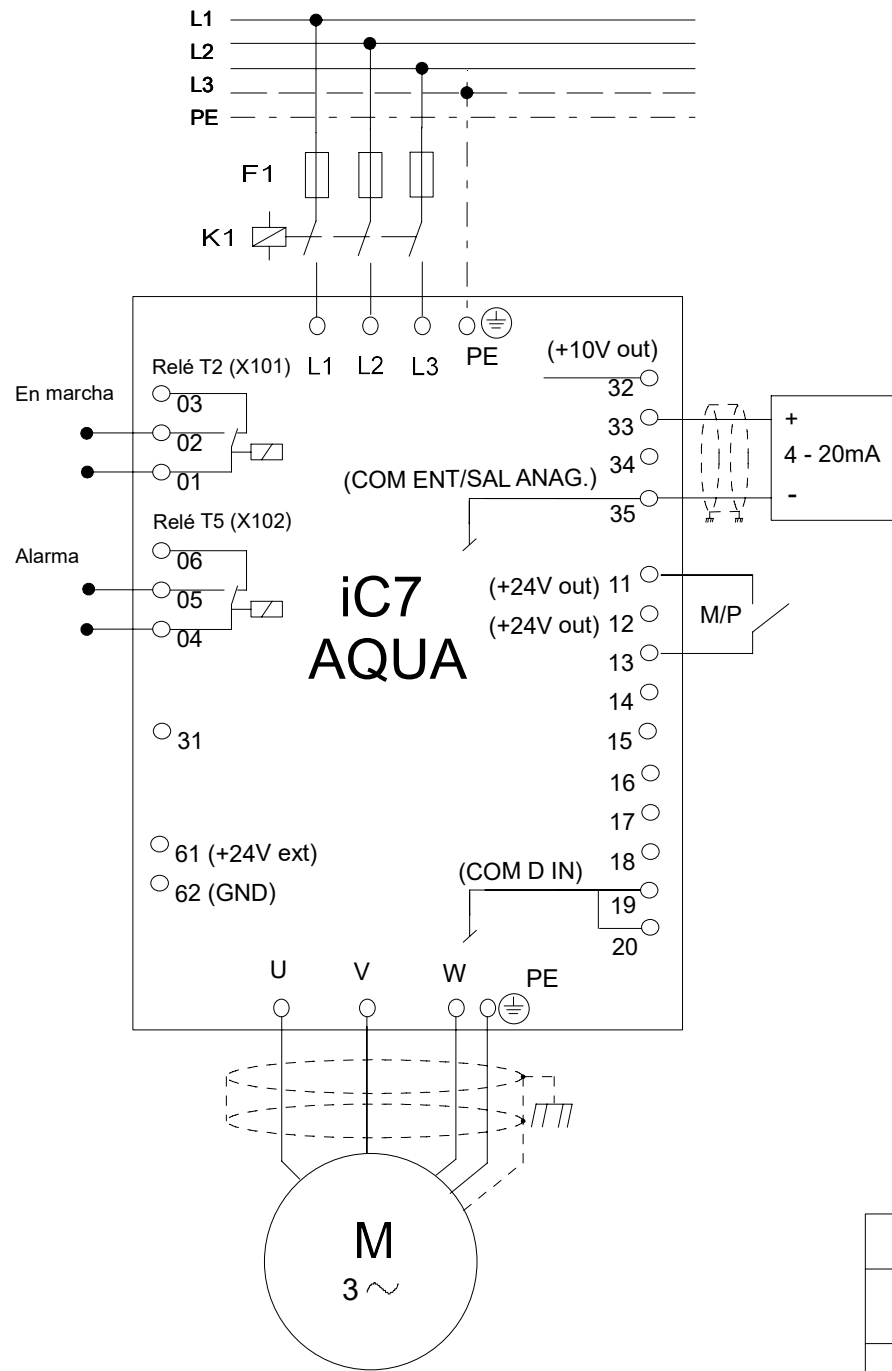 L1
L2
L3
PE
F1
K1
L1 L2 L3 PE
Relé T2 (X101)
En marcha
03
02
01
Relé T5 (X102)
Alarma
06
05
04
31
61 (+24V ext)
62 (GND)
iC7
AQUA
(+10V out)
32
33
34
(COM ENT/SAL ANAG.)
35
+
4 - 20mA
-
(+24V out) 11
(+24V out) 12
M/P
13
14
15
16
17
18
(COM D IN)
19
20
U V W PE
M
3